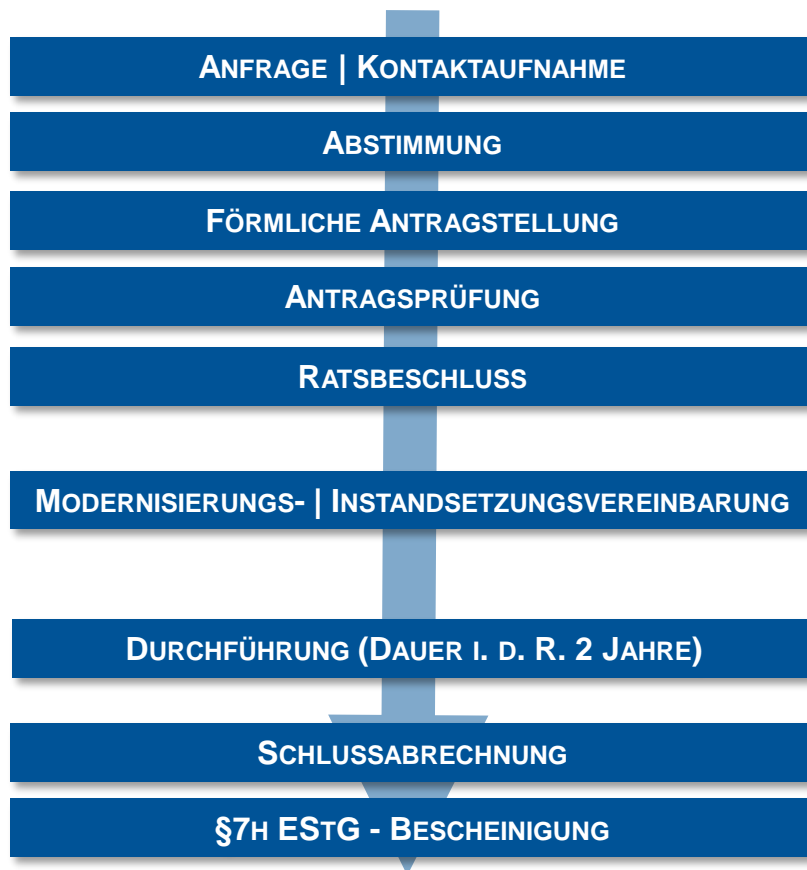 ANFRAGE | KONTAKTAUFNAHME
ABSTIMMUNG
FÖRMLICHE ANTRAGSTELLUNG
ANTRAGSPRÜFUNG
RATSBESCHLUSS
MODERNISIERUNGS- | INSTANDSETZUNGSVEREINBARUNG
DURCHFÜHRUNG (DAUER I. D. R. 2 JAHRE)
SCHLUSSABRECHNUNG
§7H ESTG - BESCHEINIGUNG